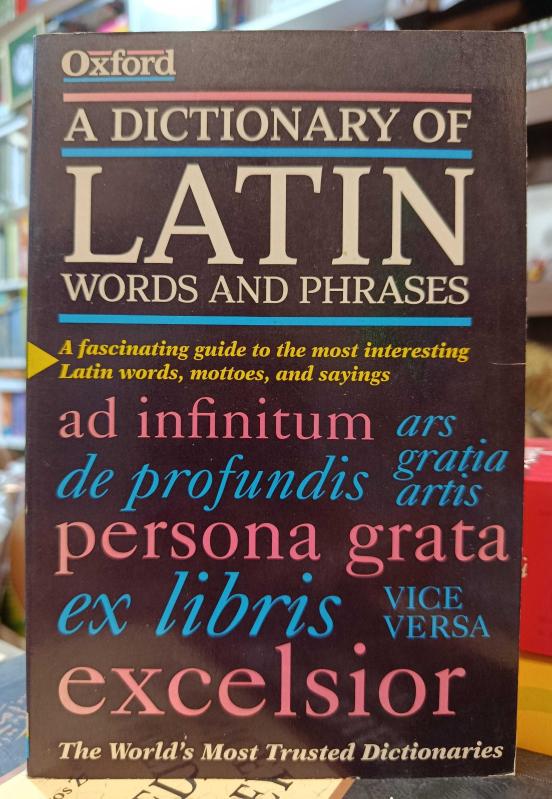 Oxford
A DICTIONARY OF
LATIN
WORDS AND PHRASES
A fascinating guide to the most interesting
Latin words, mottoes, and sayings
ad infinitum
ars
gratia
artis
de profundis
persona grata
ex libris
VICE
VERSA
excelsior
The World's Most Trusted Dictionaries